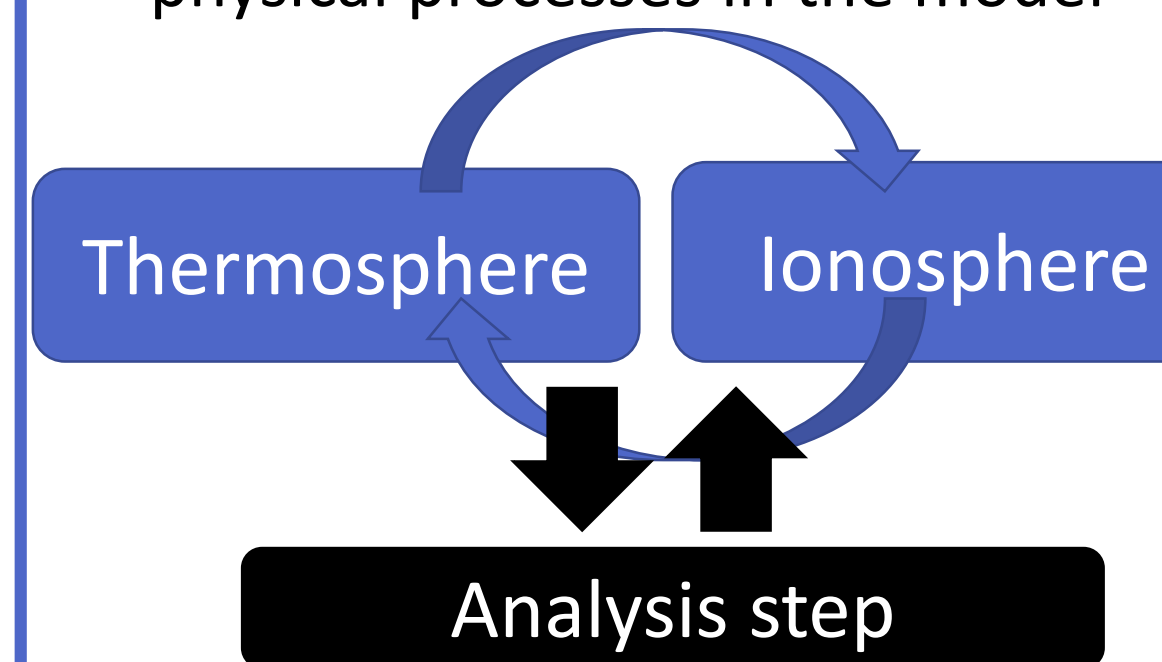 physical processes in the model
Thermosphere
Ionosphere
Analysis step